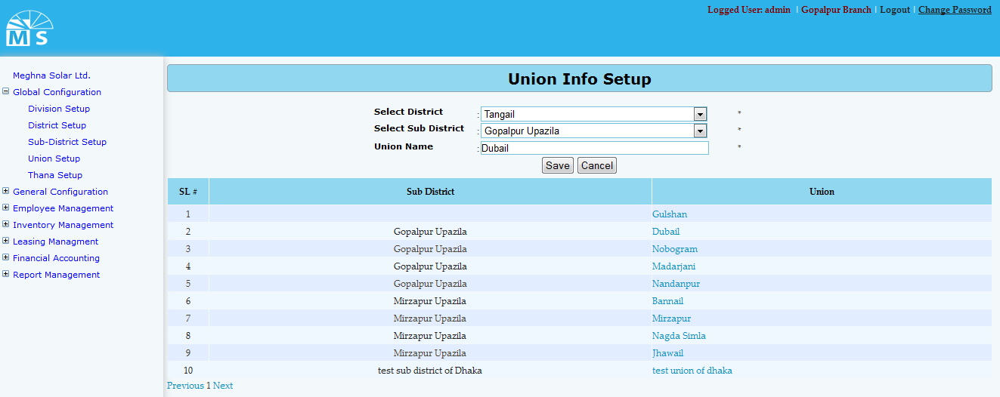 Logged User: admin | Gopalpur Branch | Logout | Change Password
M S
Meghna Solar Ltd.
Global Configuration
Division Setup
District Setup
Sub-District Setup
Union Setup
Thana Setup
General Configuration
Employee Management
Inventory Management
Leasing Managment
Financial Accounting
Report Management
Union Info Setup
Select District : Tangail *
Select Sub District : Gopalpur Upazila *
Union Name : Dubail *
Save Cancel
SL # Sub District Union
1 Gulshan
2 Gopalpur Upazila Dubail
3 Gopalpur Upazila Nobogram
4 Gopalpur Upazila Madarjani
5 Gopalpur Upazila Nandanpur
6 Mirzapur Upazila Bannail
7 Mirzapur Upazila Mirzapur
8 Mirzapur Upazila Nagda Simla
9 Mirzapur Upazila Jhawail
10 test sub district of Dhaka test union of dhaka
Previous 1 Next